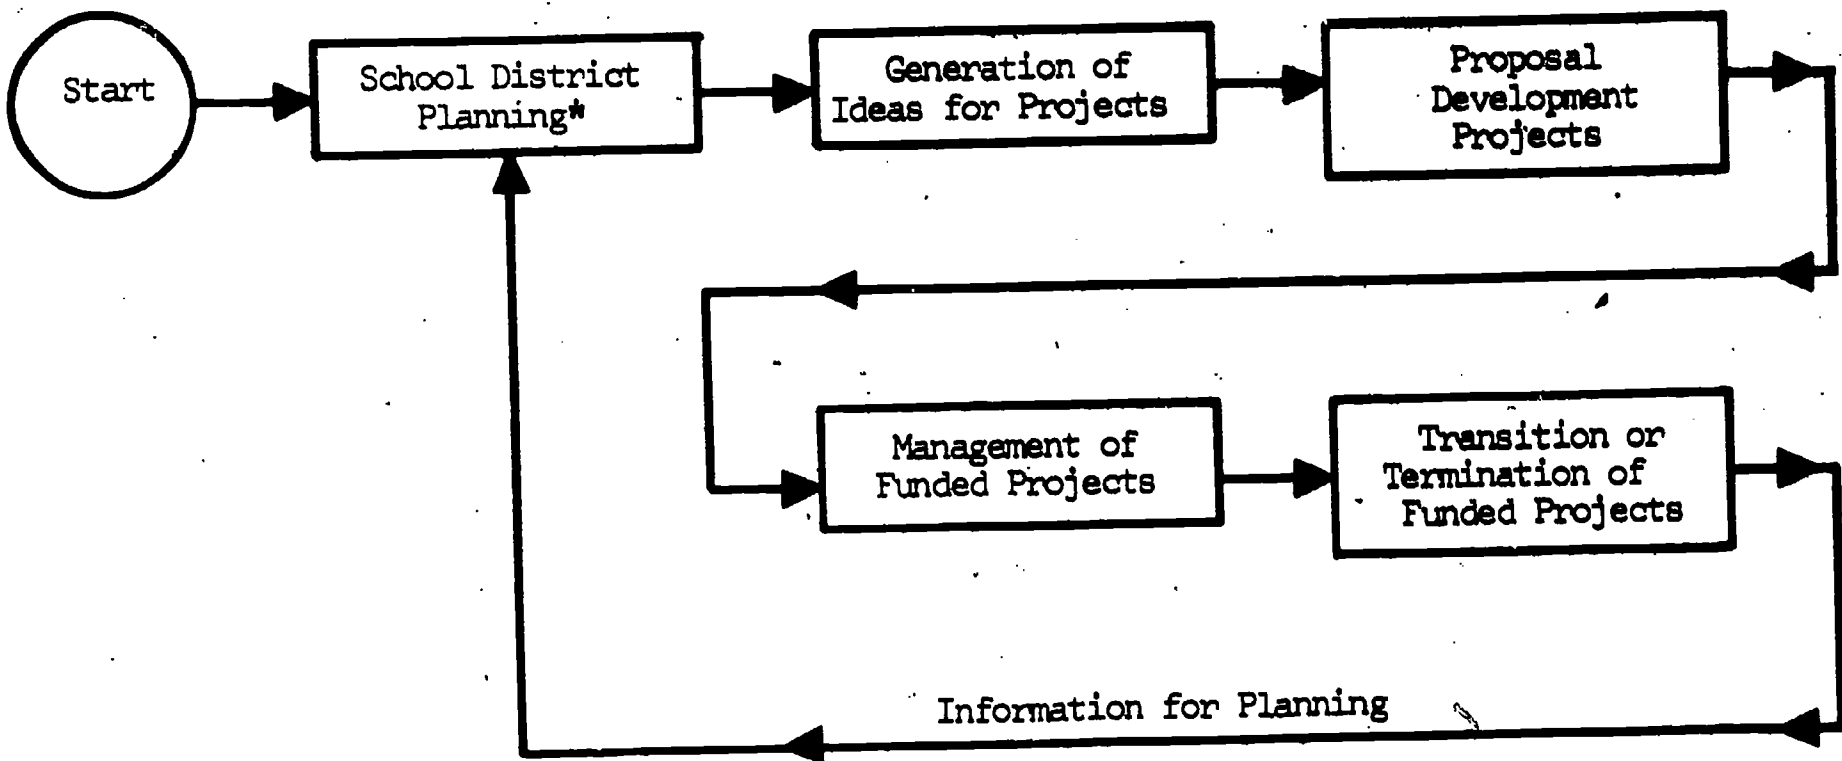 Start
School District
Planning*
Generation of
Ideas for Projects
Proposal
Development
Projects
Management of
Funded Projects
Transition or
Termination of
Funded Projects
Information for Planning